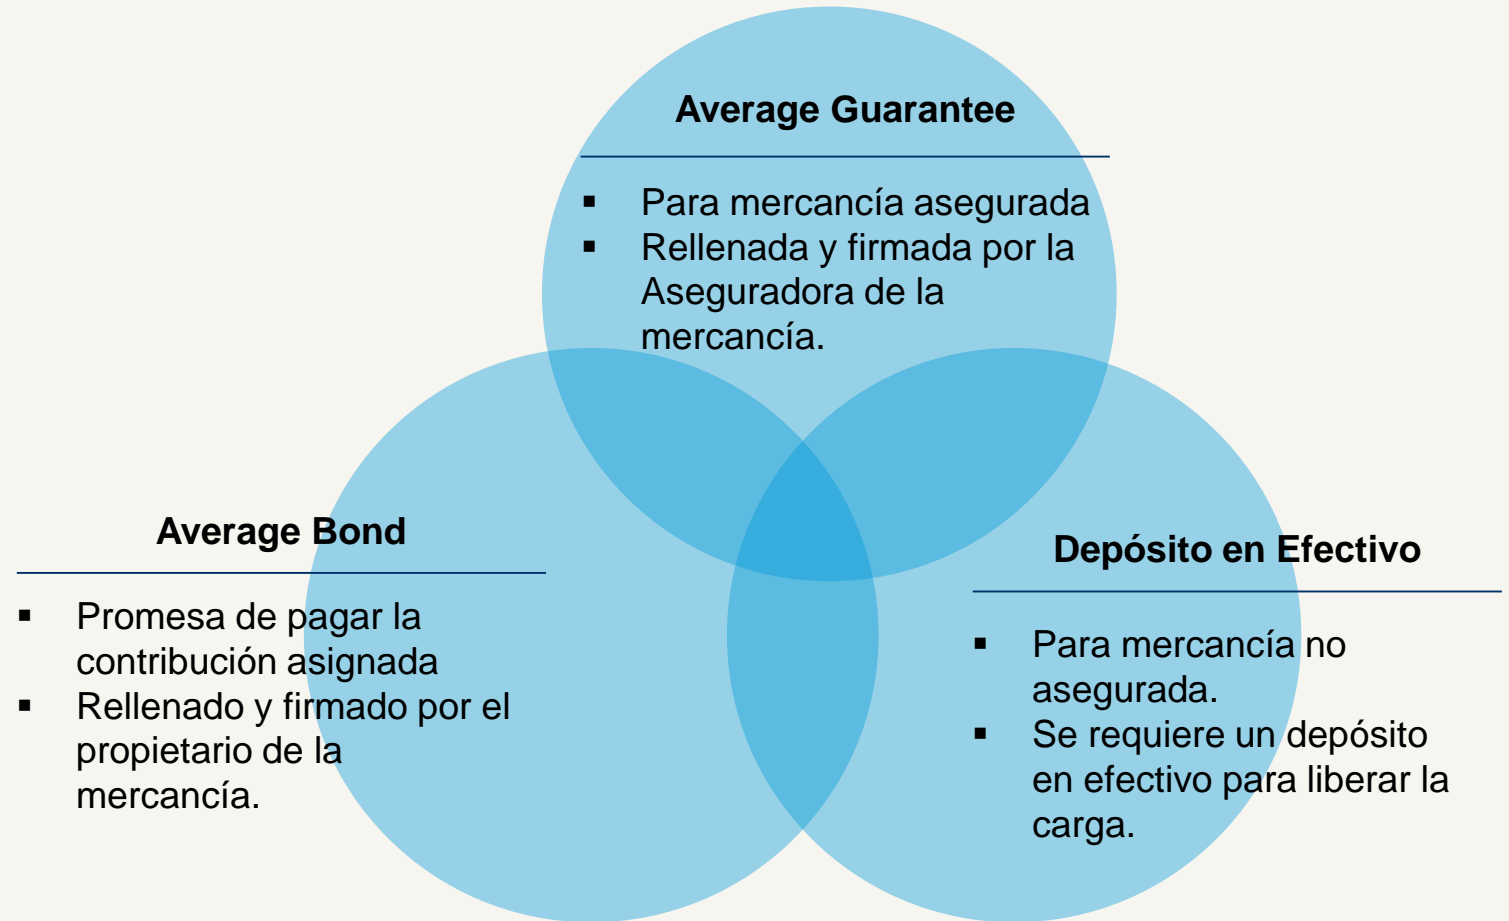 Average Guarantee
▪ Para mercancía asegurada
▪ Rellenada y firmada por la
Aseguradora de la
mercancía.
Average Bond
▪ Promesa de pagar la
contribución asignada
▪ Rellenado y firmado por el
propietario de la
mercancía.
Depósito en Efectivo
▪ Para mercancía no
asegurada.
▪ Se requiere un depósito
en efectivo para liberar la
carga.